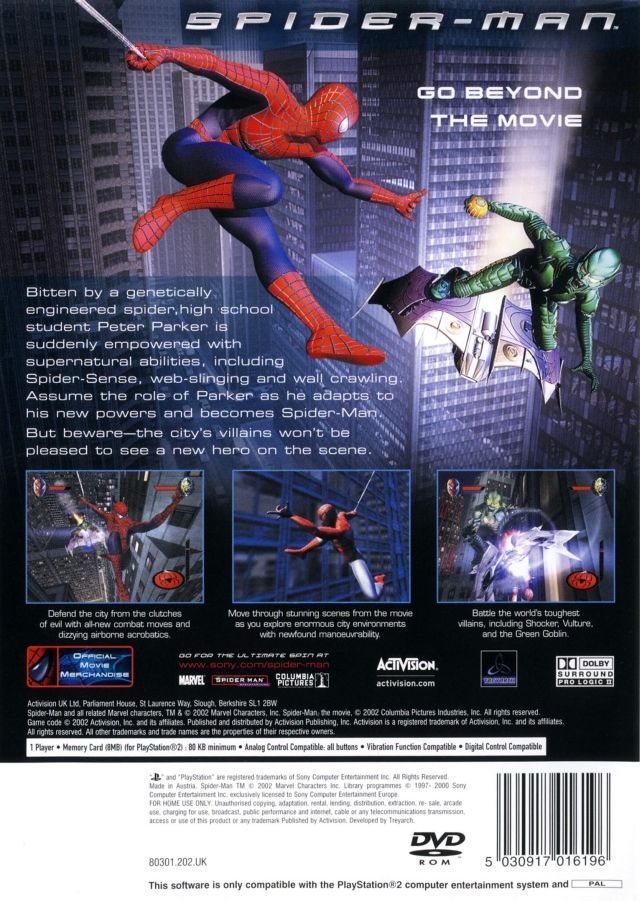 SPIDER-MAN™
GO BEYOND
THE MOVIE
Bitten by a genetically
engineered spider, high school
student Peter Parker is
suddenly empowered with
supernatural abilities, including
Spider-Sense, web-slinging and wall crawling.
Assume the role of Parker as he adapts to
his new powers and becomes Spider-Man.
But beware—the city's villains won't be
pleased to see a new hero on the scene.
Defend the city from the clutches
of evil with all-new combat moves and
dizzying airborne acrobatics.
Move through stunning scenes from the movie
as you explore enormous city environments
with newfound manoeuvrability.
Battle the world's toughest
villains, including Shocker, Vulture,
and the Green Goblin.
OFFICIAL
MOVIE
MERCHANDISE
GO FOR THE ULTIMATE SPIN AT
www.sony.com/spider-man
MARVEL SPIDER-MAN COLUMBIA PICTURES
ACTIVISION.
activision.com
TREYARCH
DOLBY
SURROUND
PRO LOGIC II
Activision UK Ltd, Parliament House, St Laurence Way, Slough, Berkshire SL1 2BW
Spider-Man and all related Marvel characters, TM & © 2002 Marvel Characters, Inc. Spider-Man: the movie, © 2002 Columbia Pictures Industries, Inc. All rights reserved.
Game code © 2002 Activision, Inc. and its affiliates. Published and distributed by Activision Publishing, Inc. Activision is a registered trademark of Activision, Inc. and its affiliates.
All rights reserved. All other trademarks and trade names are the properties of their respective owners.
1 Player • Memory Card (8MB) (for PlayStation®2) : 80 KB minimum • Analog Control Compatible: all buttons • Vibration Function Compatible • Digital Control Compatible
" " and "PlayStation" are registered trademarks of Sony Computer Entertainment Inc. All Rights Reserved.
Made in Austria. Spider-Man TM © 2002 Marvel Characters Inc. Library programmes © 1997- 2000 Sony
Computer Entertainment Inc. exclusively licensed to Sony Computer Entertainment Europe.
FOR HOME USE ONLY. Unauthorised copying, adaptation, rental, lending, distribution, extraction, re- sale, arcade
use, charging for use, broadcast, public performance and internet, cable or any telecommunications transmission,
access or use of this product or any trademark Published by Activision. Developed by Treyarch.
80301.202.UK
DVD
ROM
5 030917 016196
This software is only compatible with the PlayStation®2 computer entertainment system and PAL